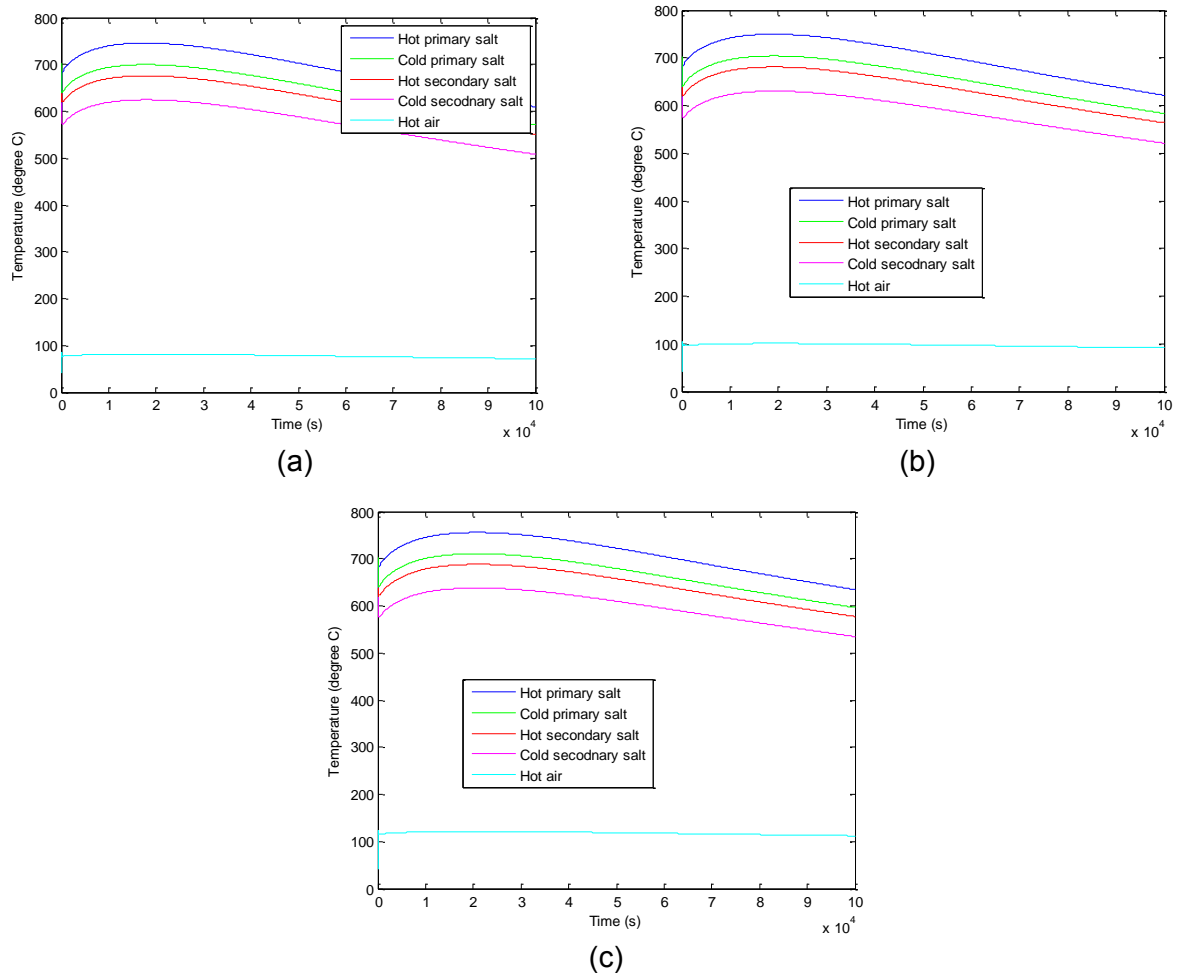 800
700
600
500
400
300
200
100
0
Temperature (degree C)
Hot primary salt
Cold primary salt
Hot secondary salt
Cold secodnary salt
Hot air
0 1 2 3 4 5 6 7 8 9 10
Time (s)
x 10^4
(a)
800
700
600
500
400
300
200
100
0
Temperature (degree C)
Hot primary salt
Cold primary salt
Hot secondary salt
Cold secodnary salt
Hot air
0 1 2 3 4 5 6 7 8 9 10
Time (s)
x 10^4
(b)
800
700
600
500
400
300
200
100
0
Temperature (degree C)
Hot primary salt
Cold primary salt
Hot secondary salt
Cold secodnary salt
Hot air
0 1 2 3 4 5 6 7 8 9 10
Time (s)
x 10^4
(c)